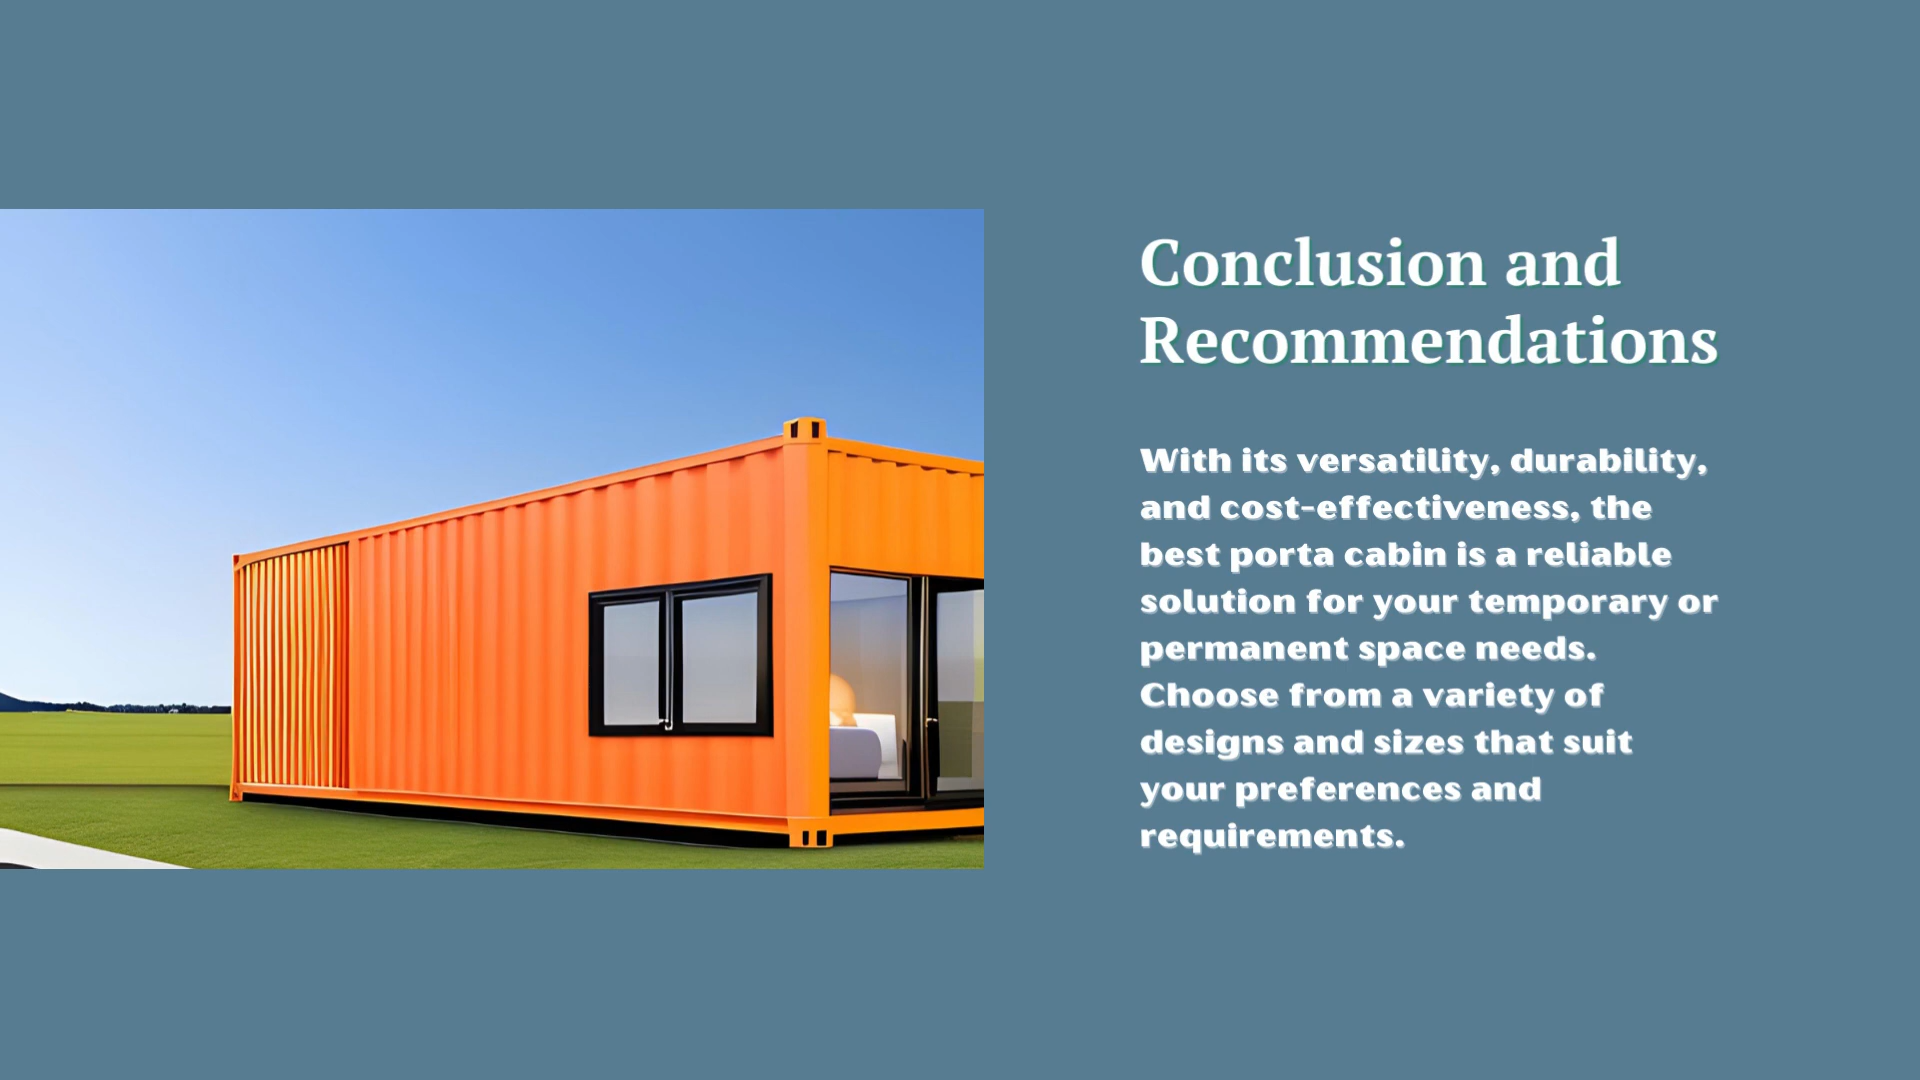 Conclusion and
Recommendations
With its versatility, durability,
and cost-effectiveness, the
best porta cabin is a reliable
solution for your temporary or
permanent space needs.
Choose from a variety of
designs and sizes that suit
your preferences and
requirements.